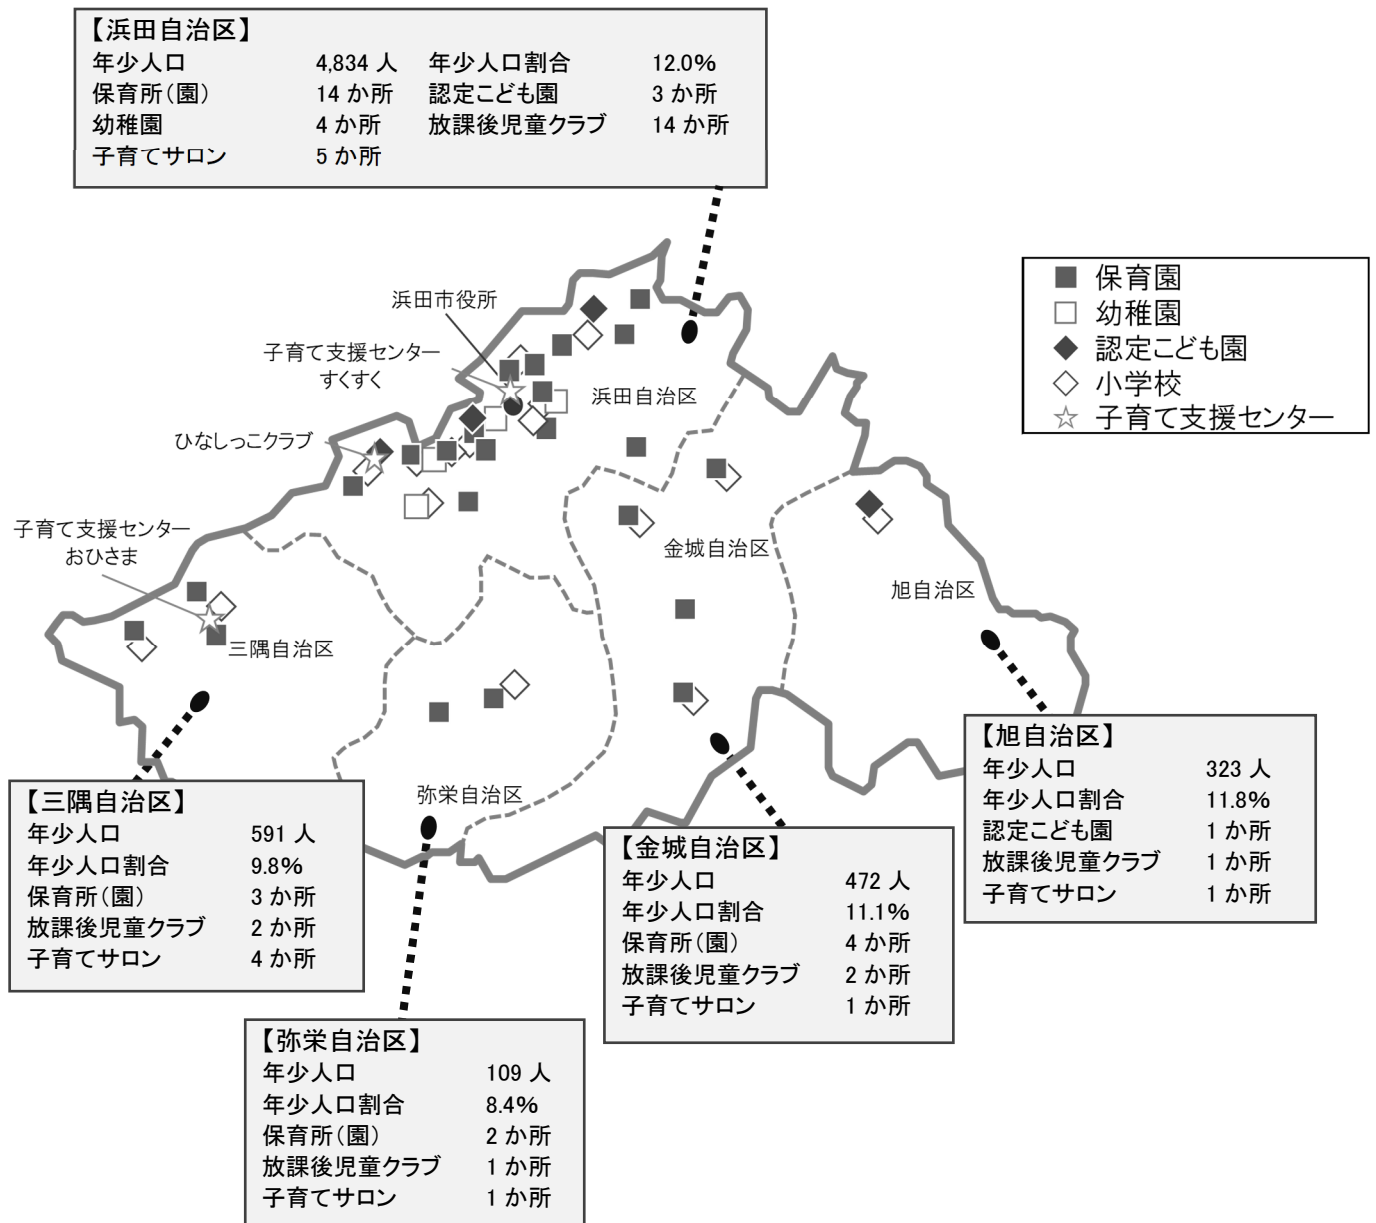 【浜田自治区】
年少人口 4,834 人 年少人口割合 12.0%
保育所(園) 14 か所 認定こども園 3 か所
幼稚園 4 か所 放課後児童クラブ 14 か所
子育てサロン 5 か所
保育園
幼稚園
認定こども園
小学校
子育て支援センター
浜田市役所
子育て支援センター
すくすく
浜田自治区
ひなしっこクラブ
子育て支援センター
おひさま
金城自治区
旭自治区
三隅自治区
弥栄自治区
【旭自治区】
年少人口 323 人
年少人口割合 11.8%
認定こども園 1 か所
放課後児童クラブ 1 か所
子育てサロン 1 か所
【三隅自治区】
年少人口 591 人
年少人口割合 9.8%
保育所(園) 3 か所
放課後児童クラブ 2 か所
子育てサロン 4 か所
【金城自治区】
年少人口 472 人
年少人口割合 11.1%
保育所(園) 4 か所
放課後児童クラブ 2 か所
子育てサロン 1 か所
【弥栄自治区】
年少人口 109 人
年少人口割合 8.4%
保育所(園) 2 か所
放課後児童クラブ 1 か所
子育てサロン 1 か所